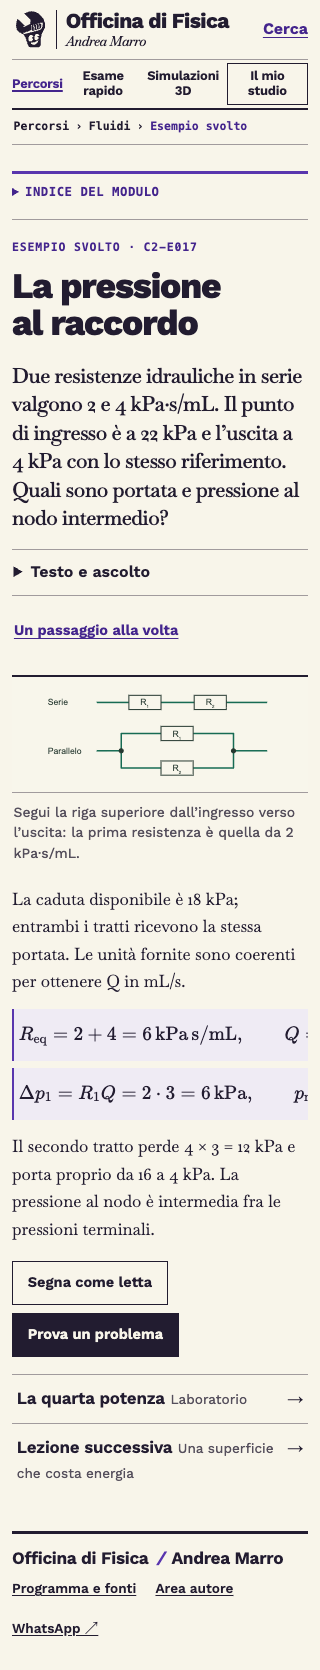 Officina di Fisica
Andrea Marro
Cerca
Percorsi
Esame rapido
Simulazioni 3D
Il mio studio
Percorsi › Fluidi › Esempio svolto
▶ INDICE DEL MODULO
ESEMPIO SVOLTO · C2–E017
La pressione
al raccordo
Due resistenze idrauliche in serie
valgono 2 e 4 kPa·s/mL. Il punto
di ingresso è a 22 kPa e l’uscita a
4 kPa con lo stesso riferimento.
Quali sono portata e pressione al
nodo intermedio?
▶ Testo e ascolto
Un passaggio alla volta
Serie
R₁
R₂
Parallelo
R₁
R₂
Segui la riga superiore dall’ingresso verso
l’uscita: la prima resistenza è quella da 2
kPa·s/mL.
La caduta disponibile è 18 kPa;
entrambi i tratti ricevono la stessa
portata. Le unità fornite sono coerenti
per ottenere Q in mL/s.
R_eq = 2 + 4 = 6 kPa s/mL, Q
Δp₁ = R₁Q = 2 · 3 = 6 kPa,
Il secondo tratto perde 4 × 3 = 12 kPa e
porta proprio da 16 a 4 kPa. La
pressione al nodo è intermedia fra le
pressioni terminali.
Segna come letta
Prova un problema
La quarta potenza Laboratorio →
Lezione successiva Una superficie →
che costa energia
Officina di Fisica / Andrea Marro
Programma e fonti Area autore
WhatsApp ↗